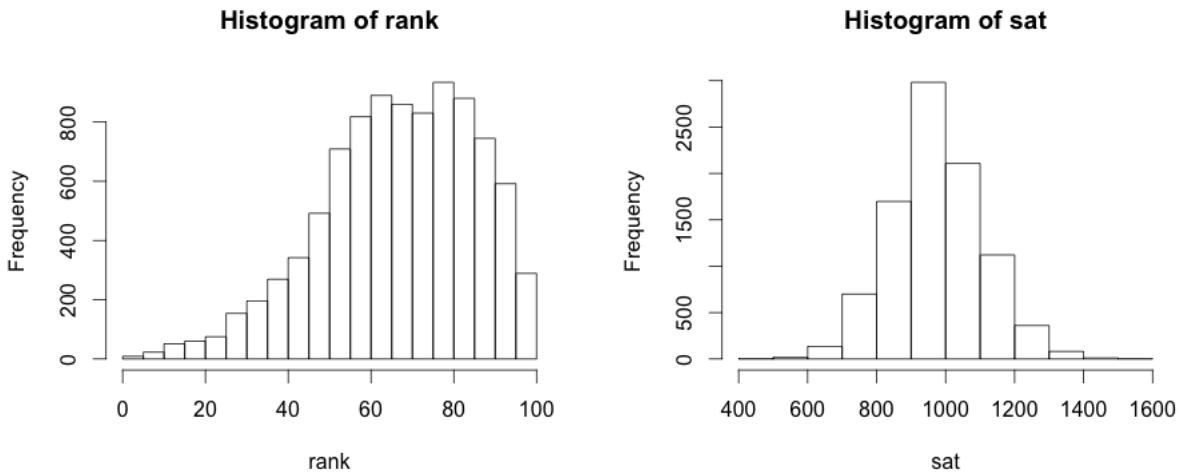 Histogram of rank
Frequency
800
600
400
200
0
0 20 40 60 80 100
rank
Histogram of sat
Frequency
2500
1500
500
0
400 600 800 1000 1200 1400 1600
sat